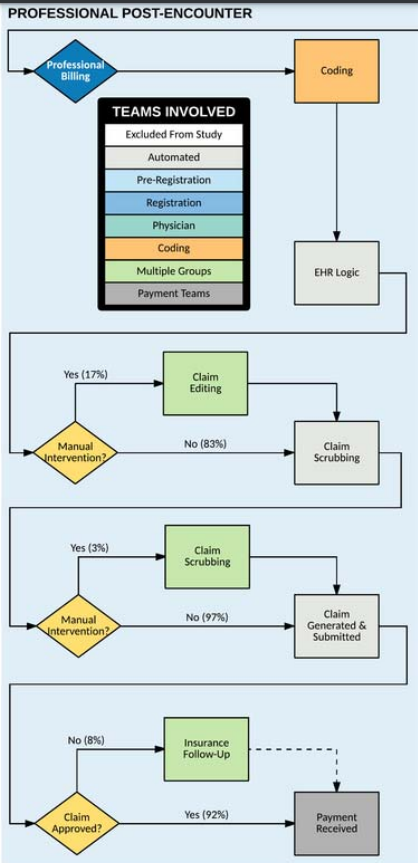 PROFESSIONAL POST-ENCOUNTER
Professional
Billing
Coding
TEAMS INVOLVED
Excluded From Study
Automated
Pre-Registration
Registration
Physician
Coding
Multiple Groups
Payment Teams
EHR Logic
Yes (17%)
Claim
Editing
Manual
Intervention?
No (83%)
Claim
Scrubbing
Yes (3%)
Claim
Scrubbing
Manual
Intervention?
No (97%)
Claim
Generated &
Submitted
No (8%)
Insurance
Follow-Up
Claim
Approved?
Yes (92%)
Payment
Received